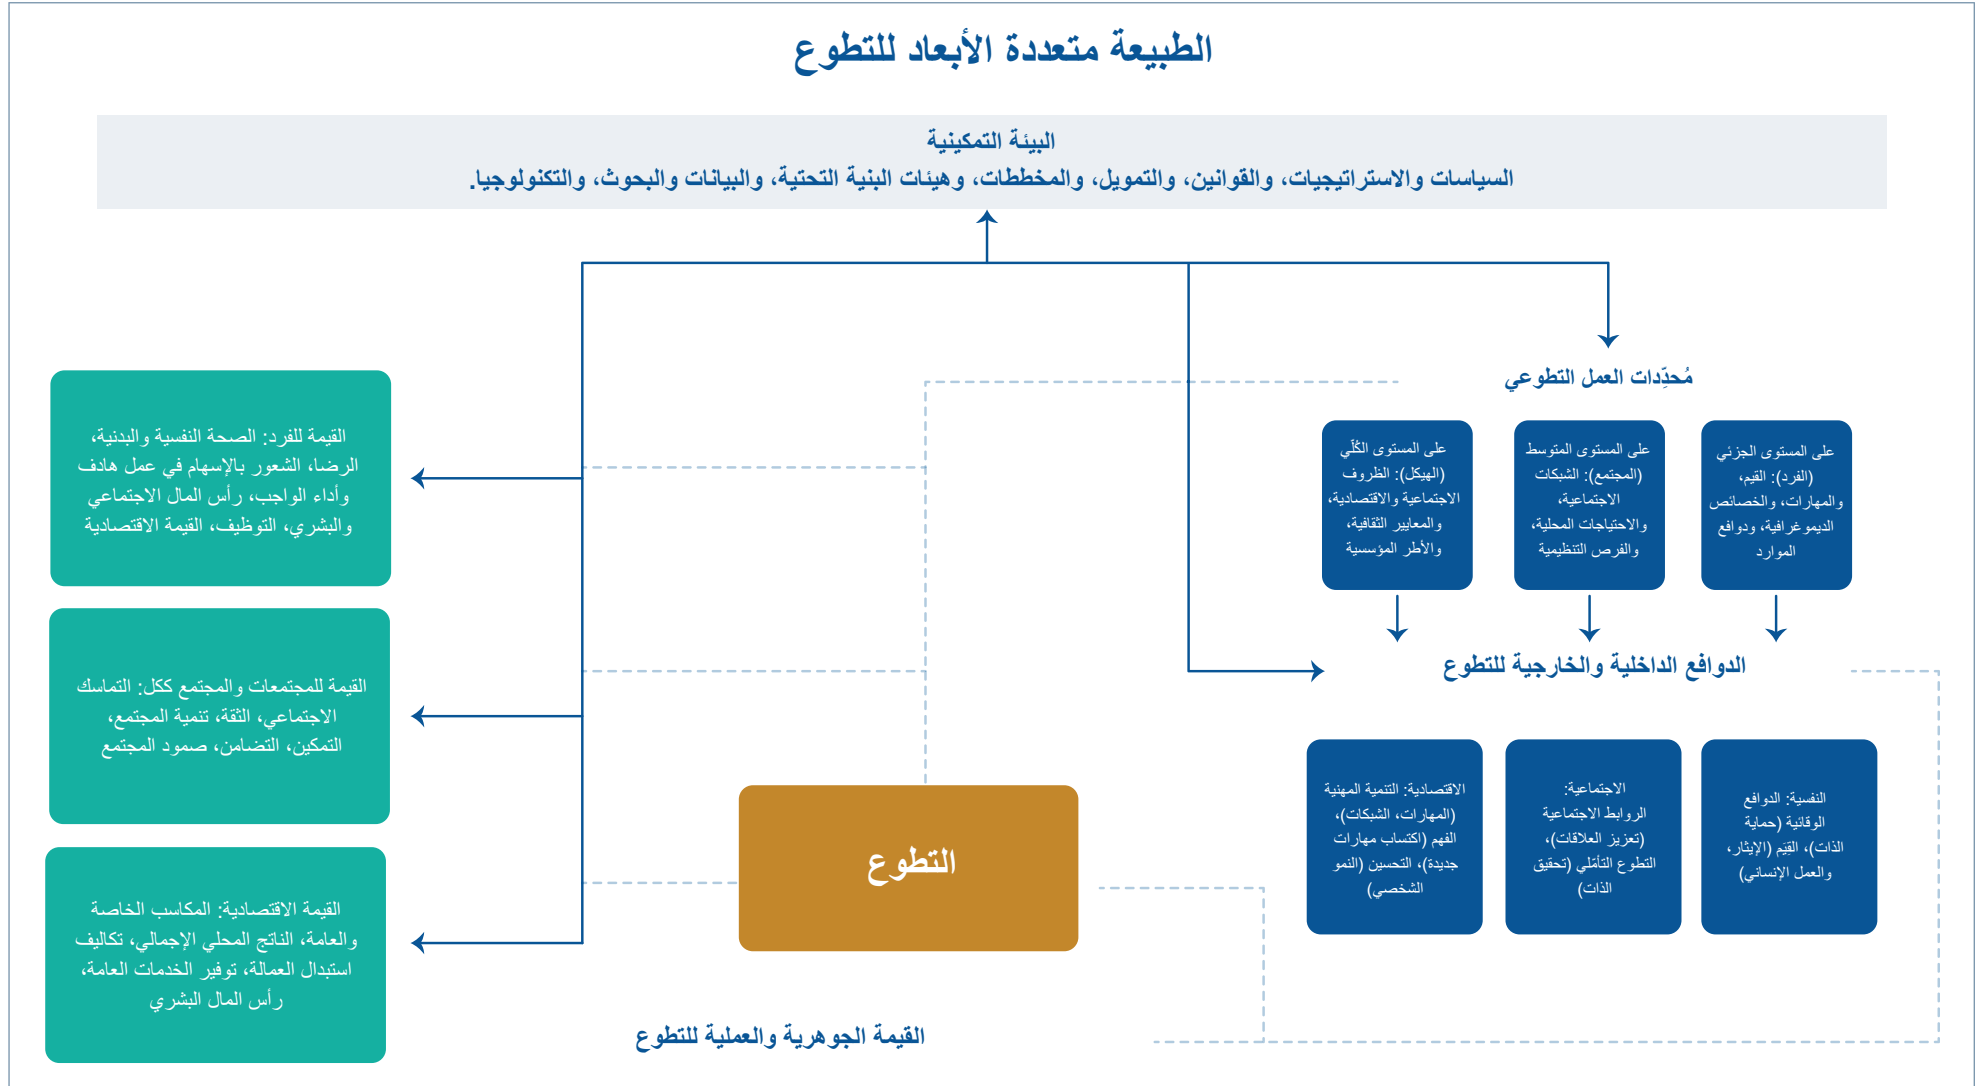 الطبيعة متعددة الأبعاد للتطوع
البيئة التمكينية
السياسات والاستراتيجيات، والقوانين، والتمويل، والمخططات، وهيئات البنية التحتية، والبيانات والبحوث، والتكنولوجيا.
مُحدِّدات العمل التطوعي
على المستوى الجزئي
(الفرد): القيم،
والمهارات، والخصائص
الديموغرافية، ودوافع
الموارد
على المستوى المتوسط
(المجتمع): الشبكات
الاجتماعية،
والاحتياجات المحلية،
والفرص التنظيمية
على المستوى الكُلّي
(الهيكل): الظروف
الاجتماعية والاقتصادية،
والمعايير الثقافية،
والأطر المؤسسية
الدوافع الداخلية والخارجية للتطوع
النفسية: الدوافع
الوقائية (حماية
الذات)، القِيَم (الإيثار،
والعمل الإنساني)
الاجتماعية:
الروابط الاجتماعية
(تعزيز العلاقات)،
التطوع التأمّلي (تحقيق
الذات)
الاقتصادية: التنمية المهنية
(المهارات، الشبكات)،
الفهم (اكتساب مهارات
جديدة)، التحسين (النمو
الشخصي)
التطوع
القيمة للفرد: الصحة النفسية والبدنية،
الرضا، الشعور بالإسهام في عمل هادف
وأداء الواجب، رأس المال الاجتماعي
والبشري، التوظيف، القيمة الاقتصادية
القيمة للمجتمعات والمجتمع ككل: التماسك
الاجتماعي، الثقة، تنمية المجتمع،
التمكين، التضامن، صمود المجتمع
القيمة الاقتصادية: المكاسب الخاصة
والعامة، الناتج المحلي الإجمالي، تكاليف
استبدال العمالة، توفير الخدمات العامة،
رأس المال البشري
القيمة الجوهرية والعملية للتطوع